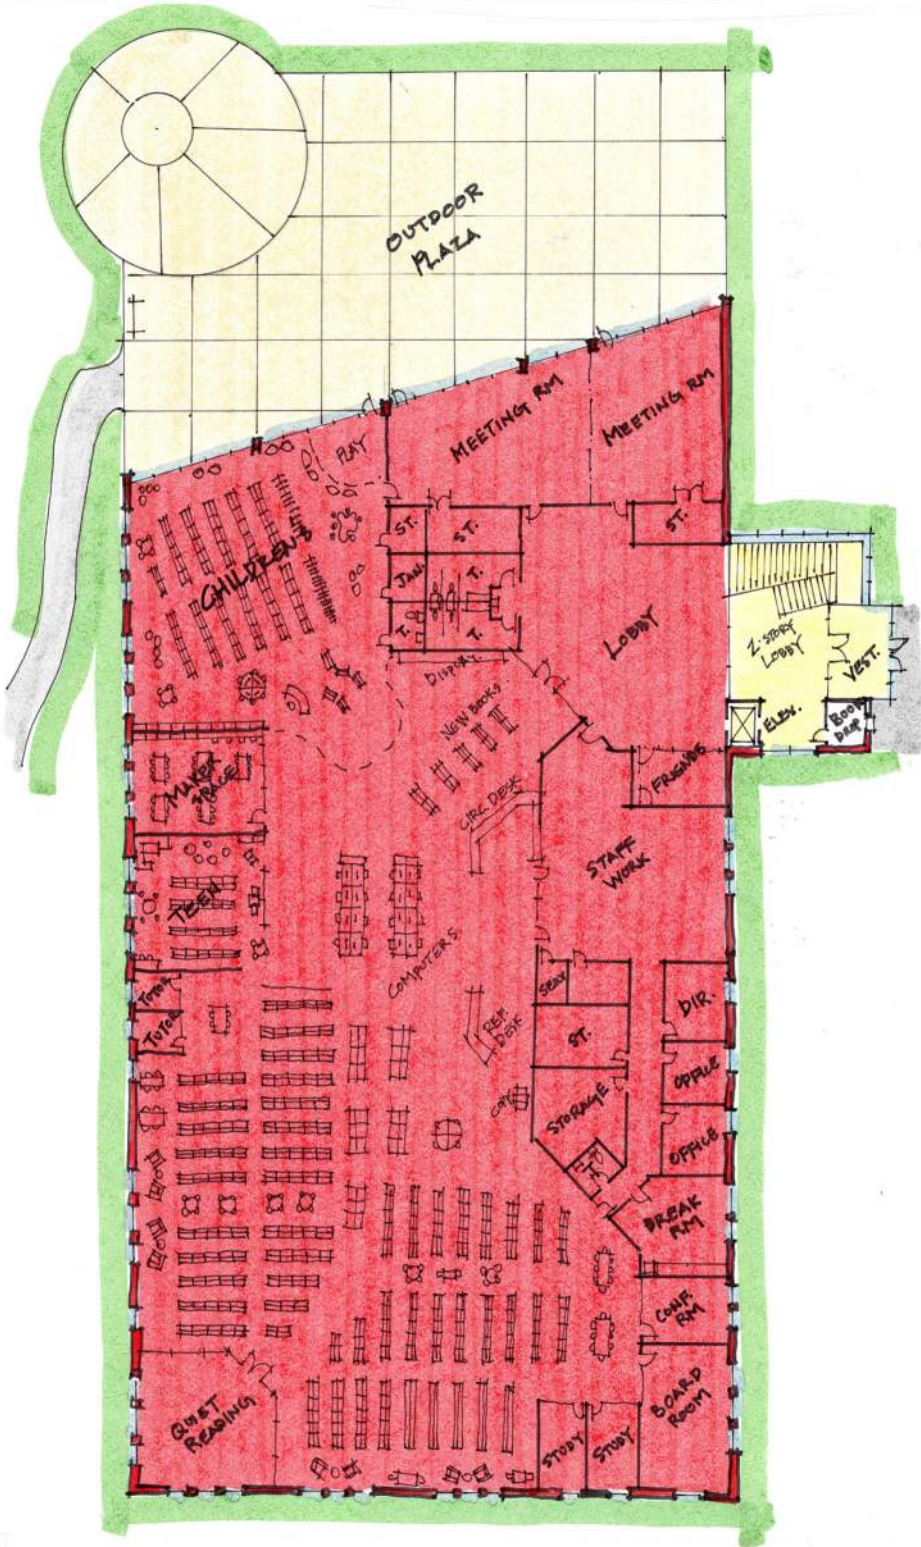 OUTDOOR
PLAZA
MEETING RM
MEETING RM
PLAY
ST.
ST.
ST.
CHILDREN'S
JAN.
T.
T.
T.
LOBBY
2-STORY
LOBBY
VEST.
DISPLAY
NEW BOOKS
ELEV.
BOOK
DROP
FRIENDS
MAKER
SPACE
CIRC DESK
STAFF
WORK
TEEN
COMPUTERS
TUTOR
TUTOR
SERV
DIR.
REF
DESK
ST.
OFFICE
COPY
STORAGE
OFFICE
BREAK
RM
CONF.
RM
QUIET
READING
BOARD
ROOM
STUDY
STUDY